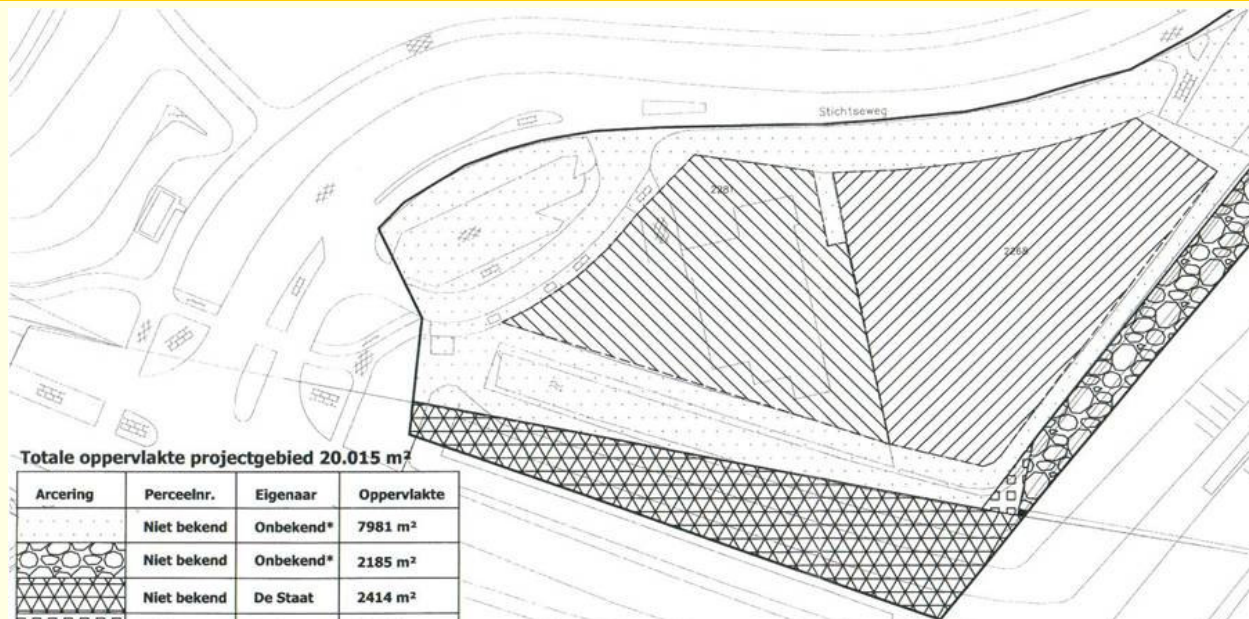 Stichtseweg
2281
2268
Totale oppervlakte projectgebied 20.015 m²
Arcering Perceelnr. Eigenaar Oppervlakte
Niet bekend Onbekend* 7981 m²
Niet bekend Onbekend* 2185 m²
Niet bekend De Staat 2414 m²